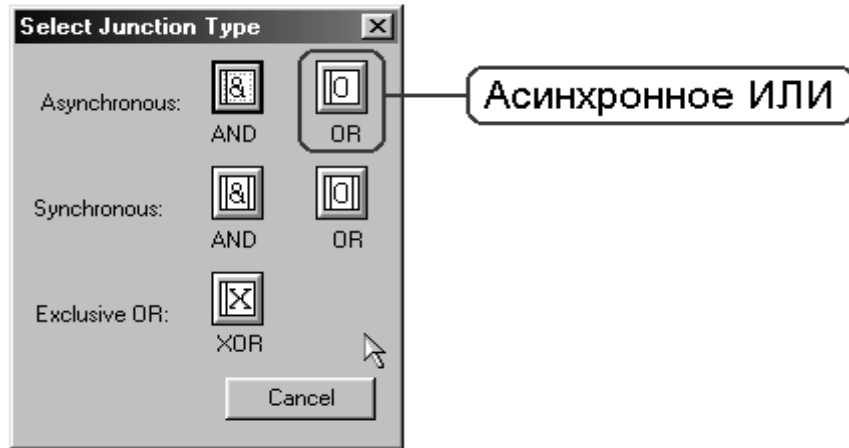 Select Junction Type
Asynchronous:
&
O
Асинхронное ИЛИ
AND
OR
Synchronous:
&
O
AND
OR
Exclusive OR:
X
XOR
Cancel